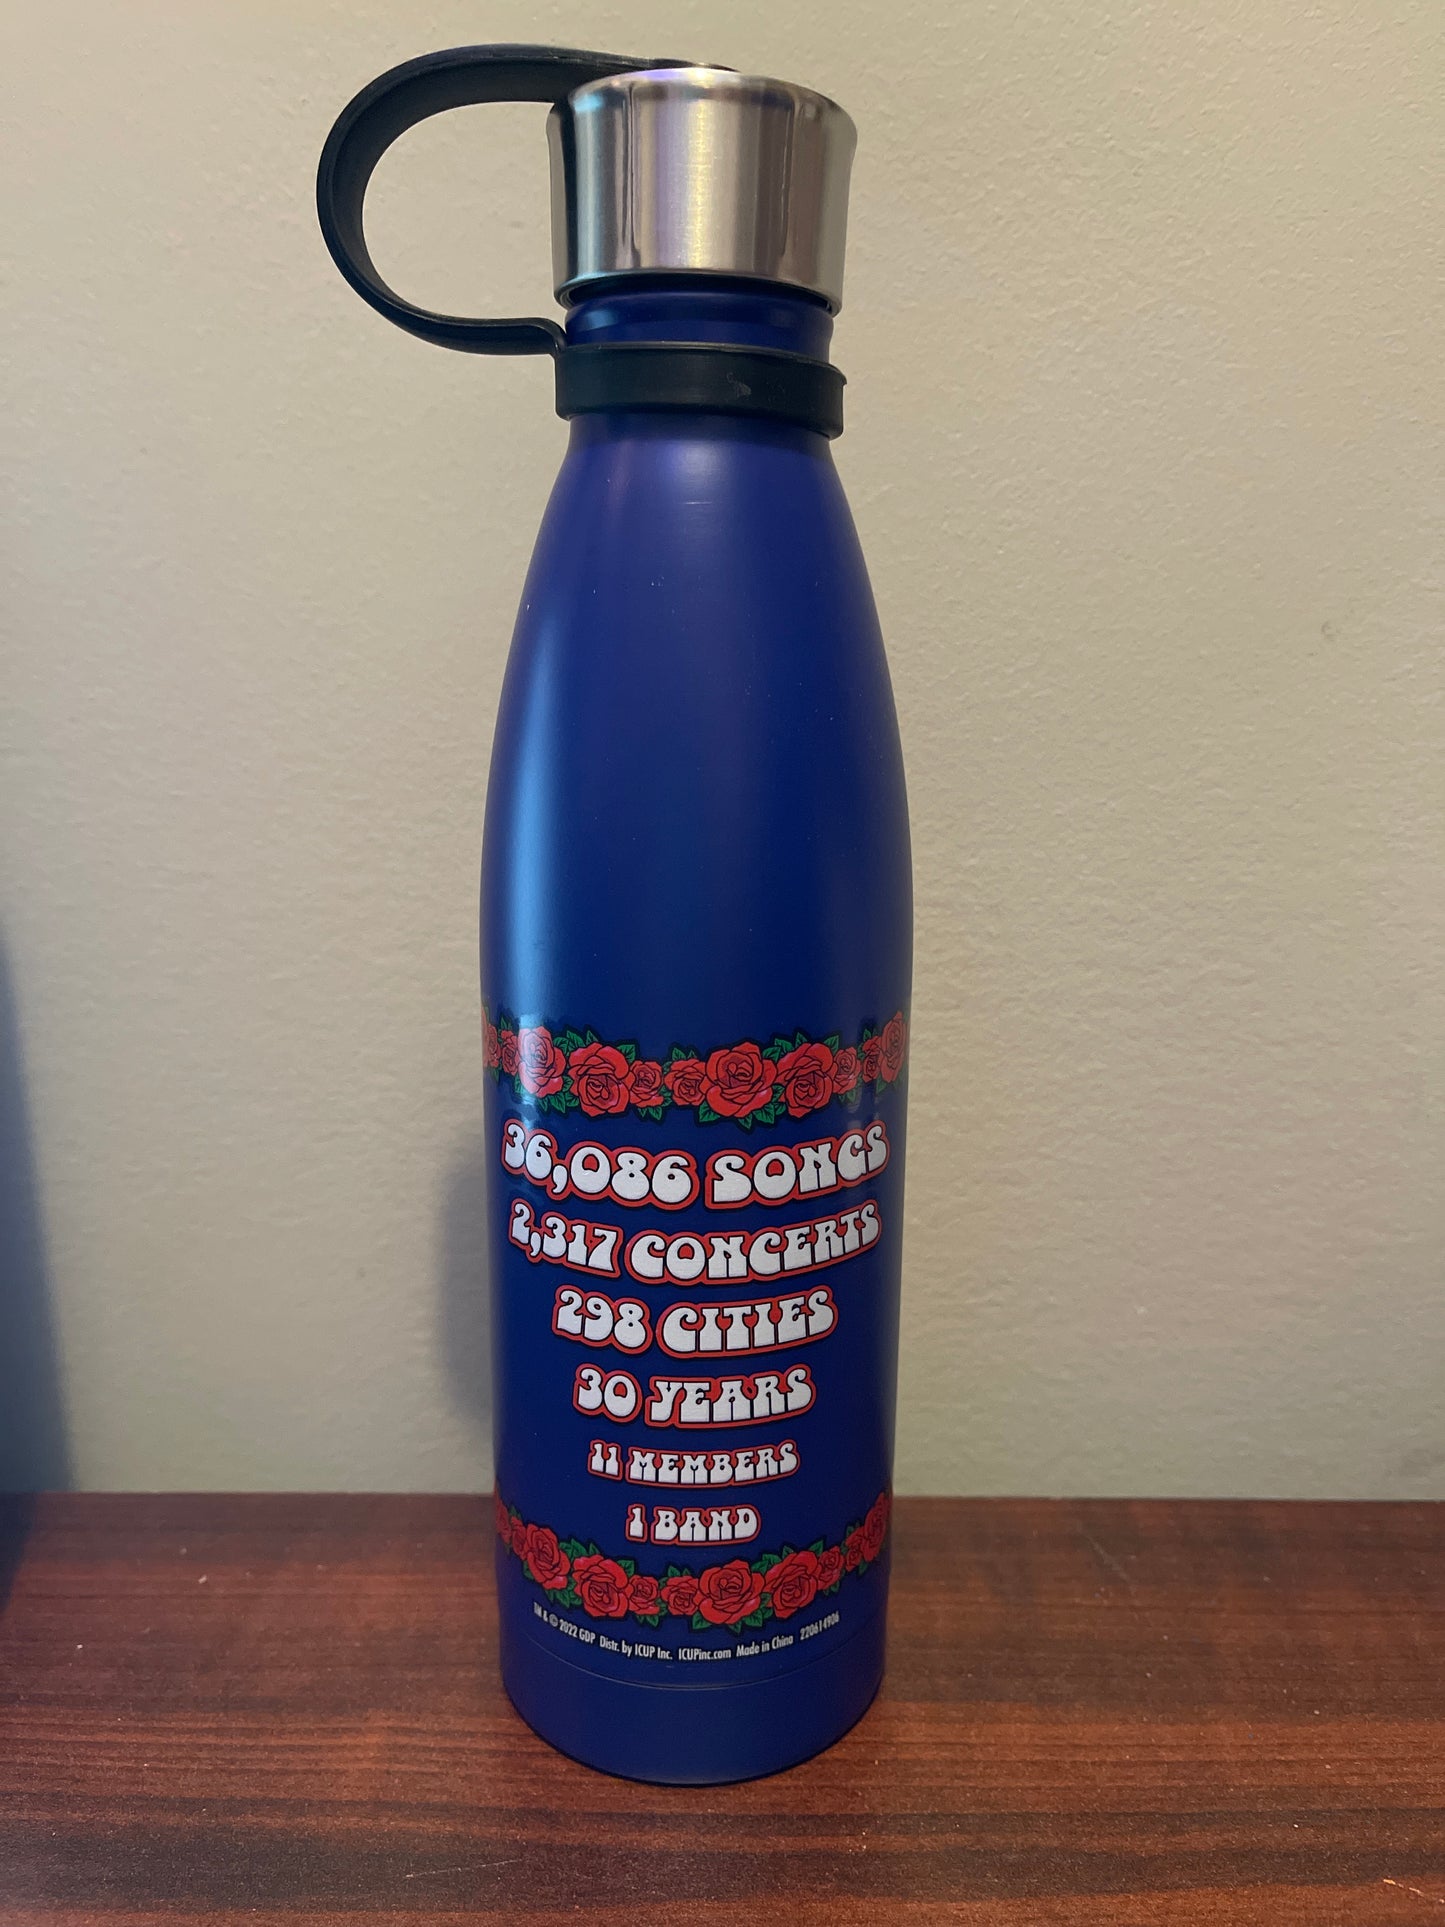 36,086 SONGS
2,317 CONCERTS
298 CITIES
30 YEARS
11 MEMBERS
1 BAND
TM & © 2022 GDP Distr. by ICUP Inc. ICUPinc.com Made in China 220614906